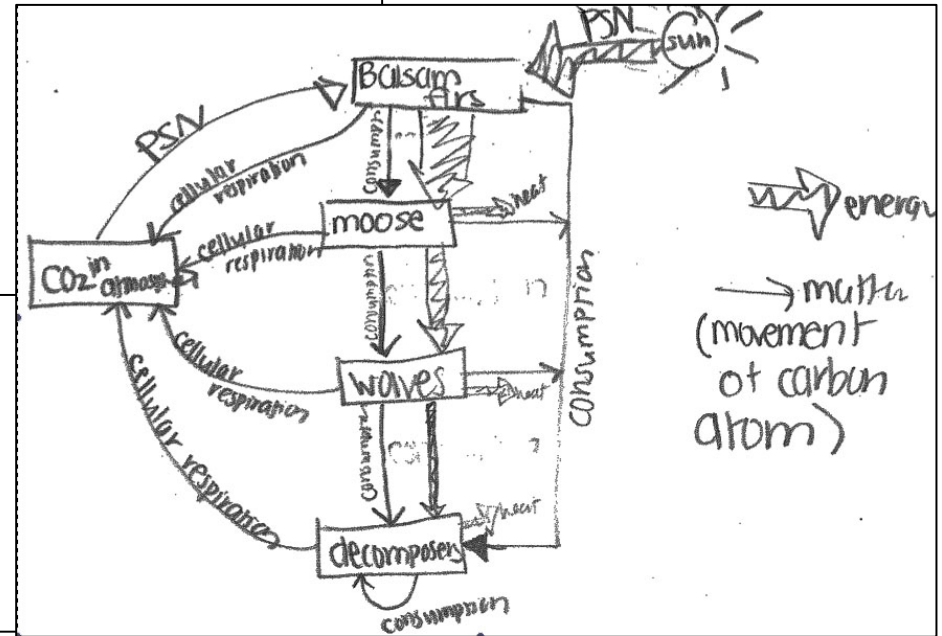 PSN
sun
Balsam
firs
PSN
cellular
respiration
consumption
moose
heat
cellular
respiration
CO2 in
atmosp
energy
matter
(movement
of carbon
atom)
consumption
consumption
wolves
heat
cellular
respiration
consumption
cellular respiration
heat
decomposers
consumption